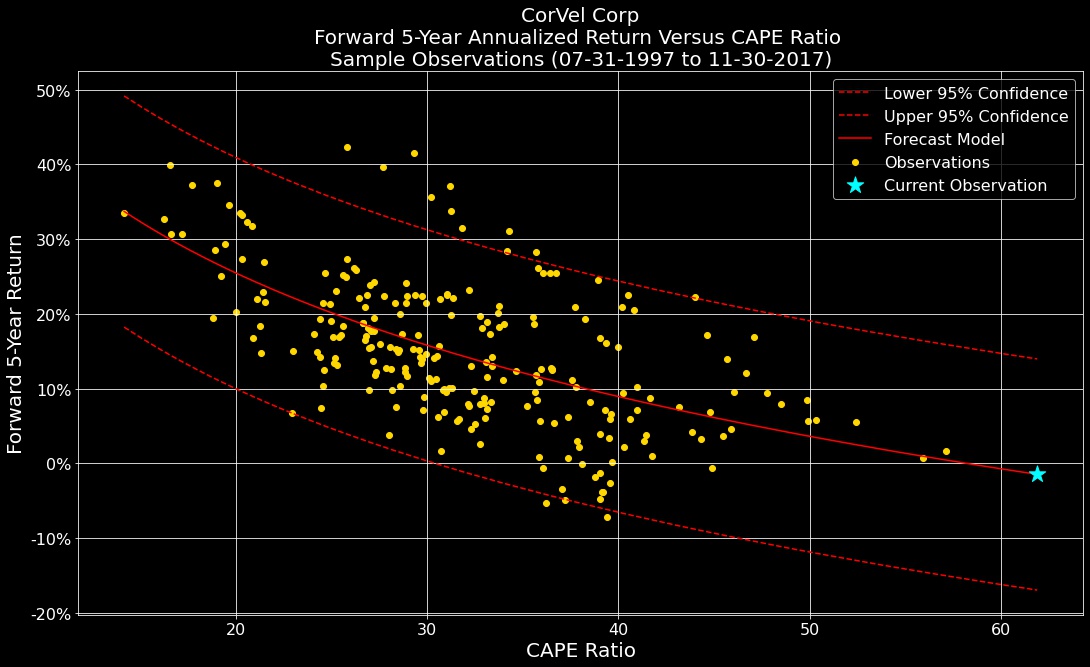 CorVel Corp
Forward 5-Year Annualized Return Versus CAPE Ratio
Sample Observations (07-31-1997 to 11-30-2017)
Lower 95% Confidence
Upper 95% Confidence
Forecast Model
Observations
Current Observation
Forward 5-Year Return
50%
40%
30%
20%
10%
0%
-10%
-20%
20 30 40 50 60
CAPE Ratio